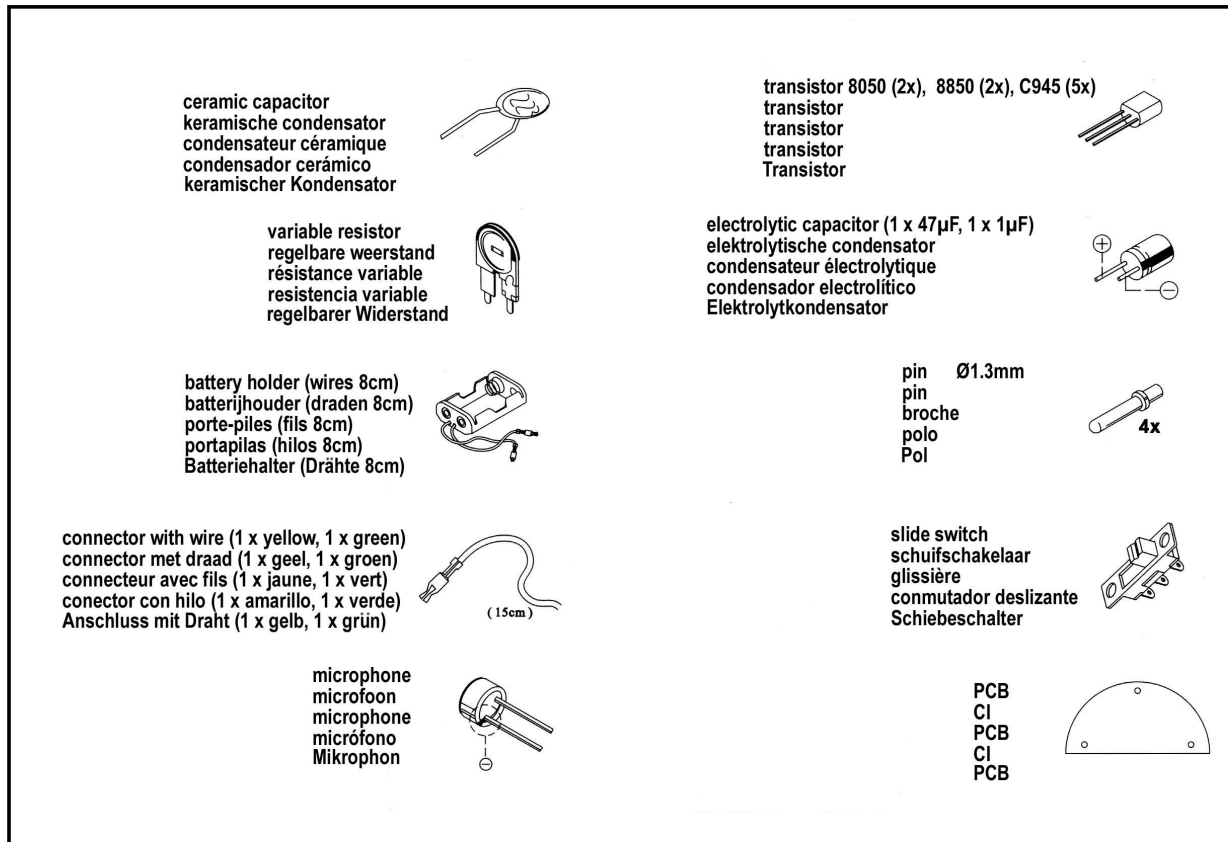 ceramic capacitor
keramische condensator
condensateur céramique
condensador cerámico
keramischer Kondensator
variable resistor
regelbare weerstand
résistance variable
resistencia variable
regelbarer Widerstand
battery holder (wires 8cm)
batterijhouder (draden 8cm)
porte-piles (fils 8cm)
portapilas (hilos 8cm)
Batteriehalter (Drähte 8cm)
connector with wire (1 x yellow, 1 x green)
connector met draad (1 x geel, 1 x groen)
connecteur avec fils (1 x jaune, 1 x vert)
conector con hilo (1 x amarillo, 1 x verde)
Anschluss mit Draht (1 x gelb, 1 x grün)
(15cm)
microphone
microfoon
microphone
micrófono
Mikrophon
⊖
transistor 8050 (2x), 8850 (2x), C945 (5x)
transistor
transistor
transistor
Transistor
electrolytic capacitor (1 x 47µF, 1 x 1µF)
elektrolytische condensator
condensateur électrolytique
condensador electrolítico
Elektrolytkondensator
⊕
⊖
pin Ø1.3mm
pin
broche
polo
Pol
4x
slide switch
schuifschakelaar
glissière
conmutador deslizante
Schiebeschalter
PCB
CI
PCB
CI
PCB